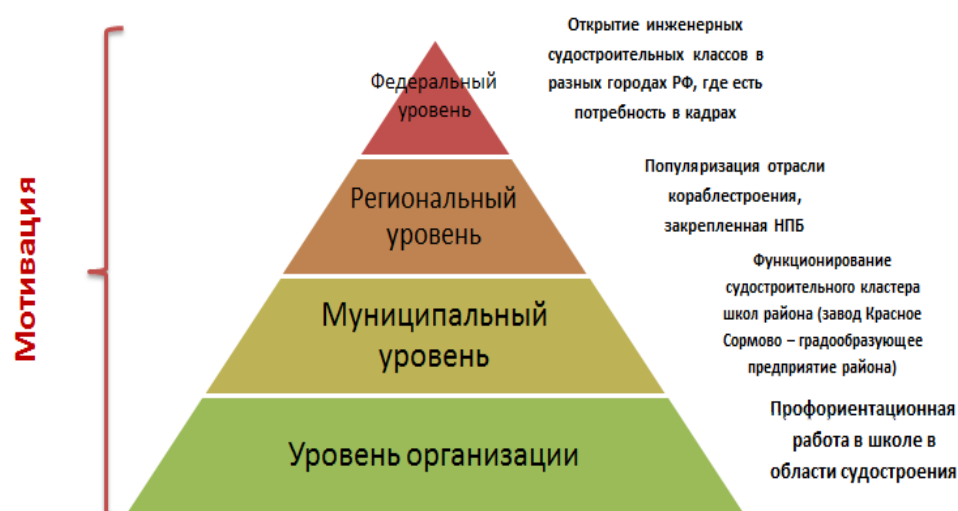 Мотивация
Федеральный
уровень
Открытие инженерных
судостроительных классов в
разных городах РФ, где есть
потребность в кадрах
Региональный
уровень
Популяризация отрасли
кораблестроения,
закрепленная НПБ
Муниципальный
уровень
Функционирование
судостроительного кластера
школ района (завод Красное
Сормово – градообразующее
предприятие района)
Уровень организации
Профориентационная
работа в школе в
области судостроения